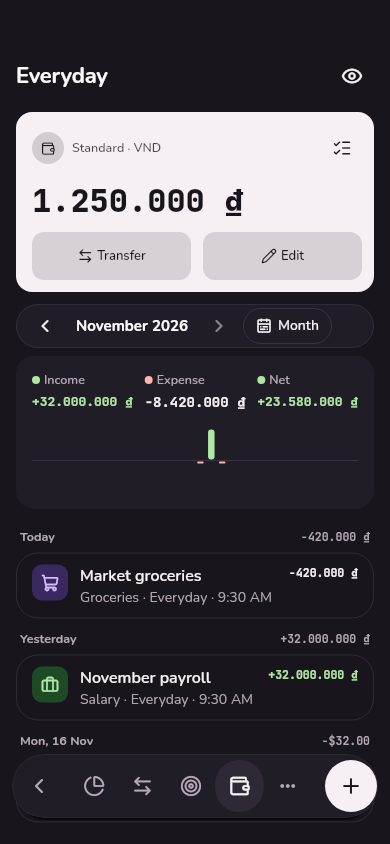 Everyday
Standard · VND
1.250.000 ₫
Transfer
Edit
November 2026
Month
Income
Expense
Net
+32.000.000 ₫
-8.420.000 ₫
+23.580.000 ₫
Today
-420.000 ₫
Market groceries
-420.000 ₫
Groceries · Everyday · 9:30 AM
Yesterday
+32.000.000 ₫
November payroll
+32.000.000 ₫
Salary · Everyday · 9:30 AM
Mon, 16 Nov
-$32.00